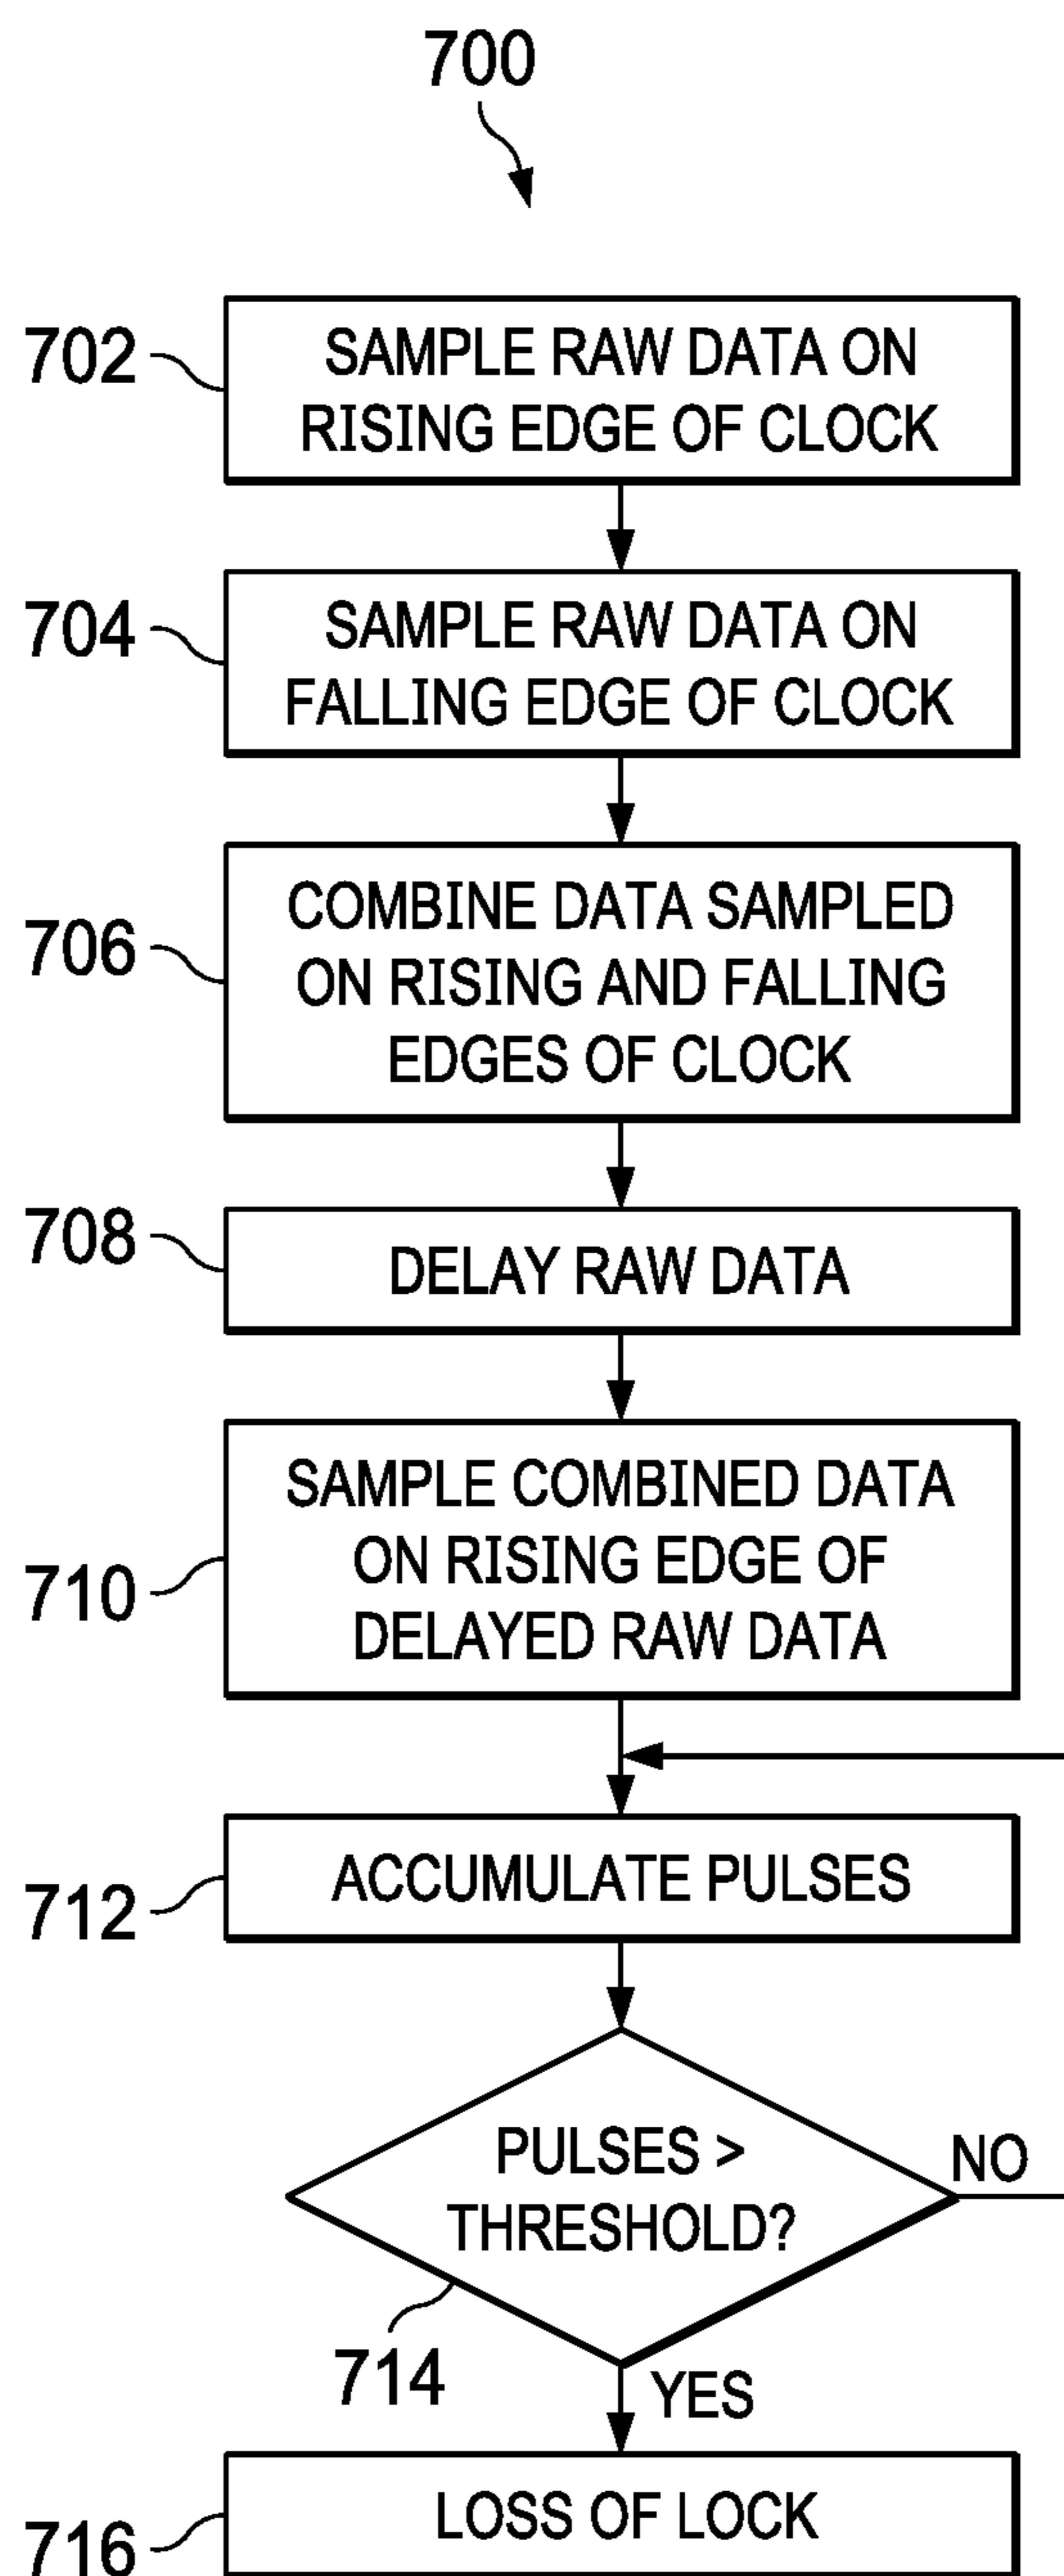 700
702
SAMPLE RAW DATA ON
RISING EDGE OF CLOCK
704
SAMPLE RAW DATA ON
FALLING EDGE OF CLOCK
706
COMBINE DATA SAMPLED
ON RISING AND FALLING
EDGES OF CLOCK
708
DELAY RAW DATA
710
SAMPLE COMBINED DATA
ON RISING EDGE OF
DELAYED RAW DATA
712
ACCUMULATE PULSES
PULSES >
THRESHOLD?
NO
714
YES
716
LOSS OF LOCK